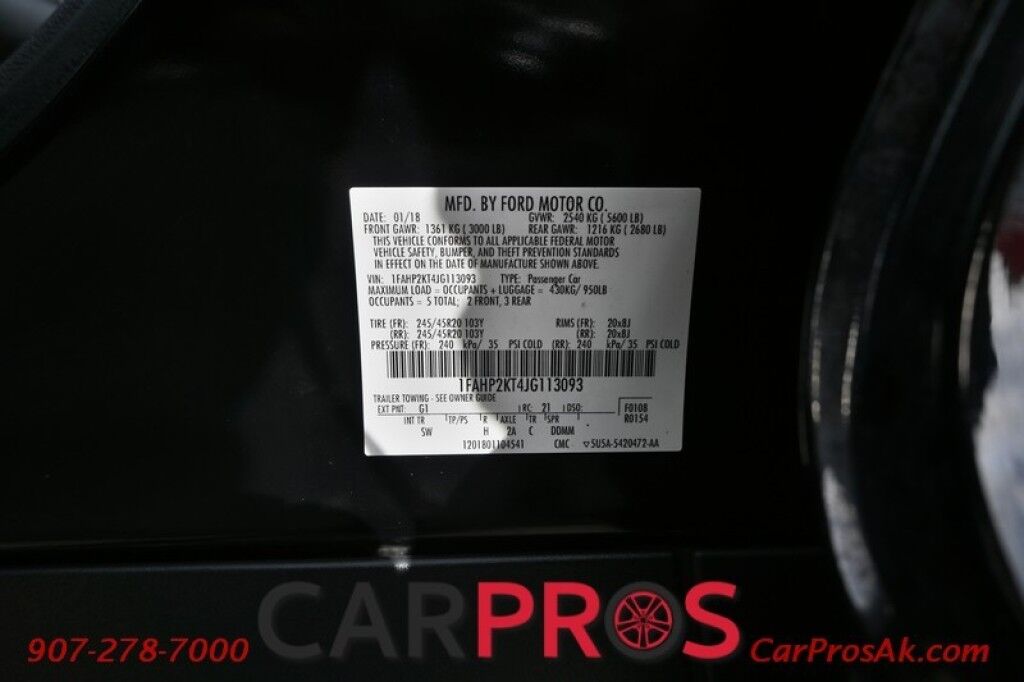 MFD. BY FORD MOTOR CO.
DATE: 01/18 GVWR: 2540 KG ( 5600 LB)
FRONT GAWR: 1361 KG ( 3000 LB) REAR GAWR: 1216 KG ( 2680 LB)
THIS VEHICLE CONFORMS TO ALL APPLICABLE FEDERAL MOTOR
VEHICLE SAFETY, BUMPER, AND THEFT PREVENTION STANDARDS
IN EFFECT ON THE DATE OF MANUFACTURE SHOWN ABOVE.
VIN: 1FAHP2KT4JG113093 TYPE: Passenger Car
MAXIMUM LOAD = OCCUPANTS + LUGGAGE = 430KG/ 950LB
OCCUPANTS = 5 TOTAL; 2 FRONT, 3 REAR
TIRE (FR): 245/45R20 103Y RIMS (FR): 20x8J
(RR): 245/45R20 103Y (RR): 20x8J
PRESSURE (FR): 240 kPa/ 35 PSI COLD (RR): 240 kPa/ 35 PSI COLD
1FAHP2KT4JG113093
TRAILER TOWING - SEE OWNER GUIDE
EXT PNT: G1 RC: 21 DSO: F0108
INT TR TP/PS R AXLE TR SPR R0154
SW H 2A C DDMM
1201801104541 CMC ▽5U5A-5420472-AA
CARPROS
907-278-7000 CarProsAk.com